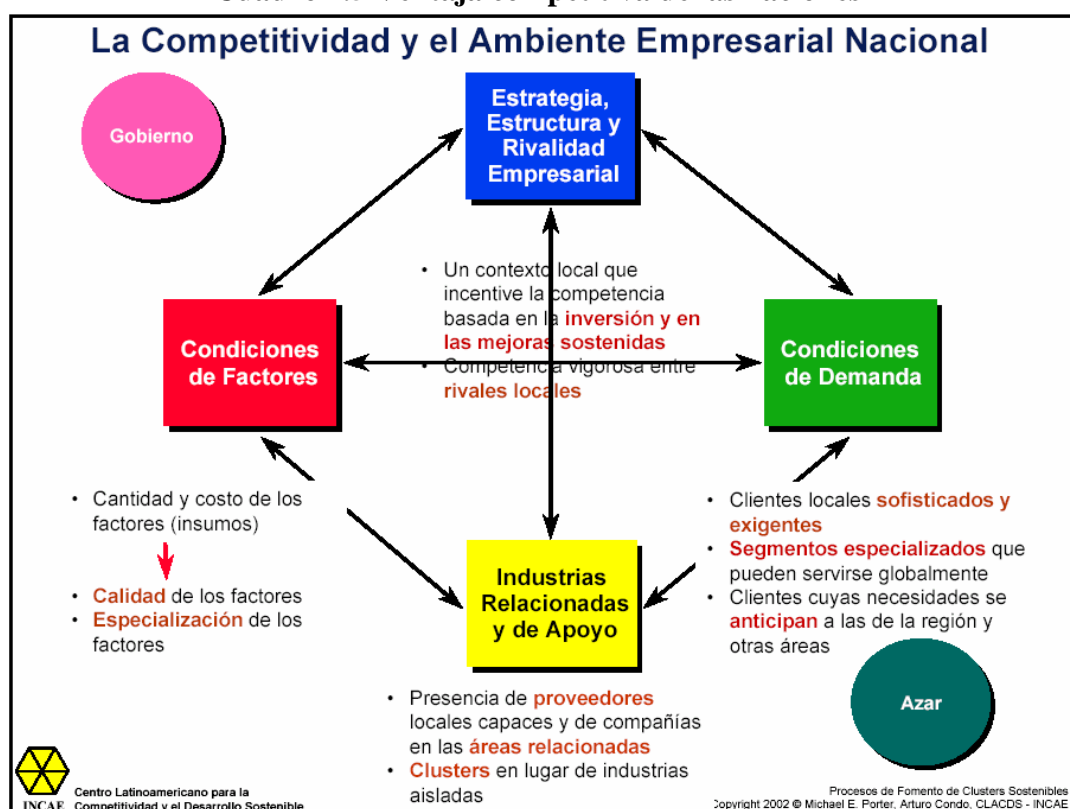 La Competitividad y el Ambiente Empresarial Nacional
Gobierno
Estrategia,
Estructura y
Rivalidad
Empresarial
• Un contexto local que
incentive la competencia
basada en la inversión y en
las mejoras sostenidas
• Competencia vigorosa entre
rivales locales
Condiciones
de Factores
Condiciones
de Demanda
• Cantidad y costo de los
factores (insumos)
• Calidad de los factores
• Especialización de los
factores
Industrias
Relacionadas
y de Apoyo
• Clientes locales sofisticados y
exigentes
• Segmentos especializados que
pueden servirse globalmente
• Clientes cuyas necesidades se
anticipan a las de la región y
otras áreas
Azar
• Presencia de proveedores
locales capaces y de compañías
en las áreas relacionadas
• Clusters en lugar de industrias
aisladas
INCAE
Centro Latinoamericano para la
Competitividad y el Desarrollo Sostenible
Procesos de Fomento de Clusters Sostenibles
Copyright 2002 © Michael E. Porter, Arturo Condo, CLACDS - INCAE